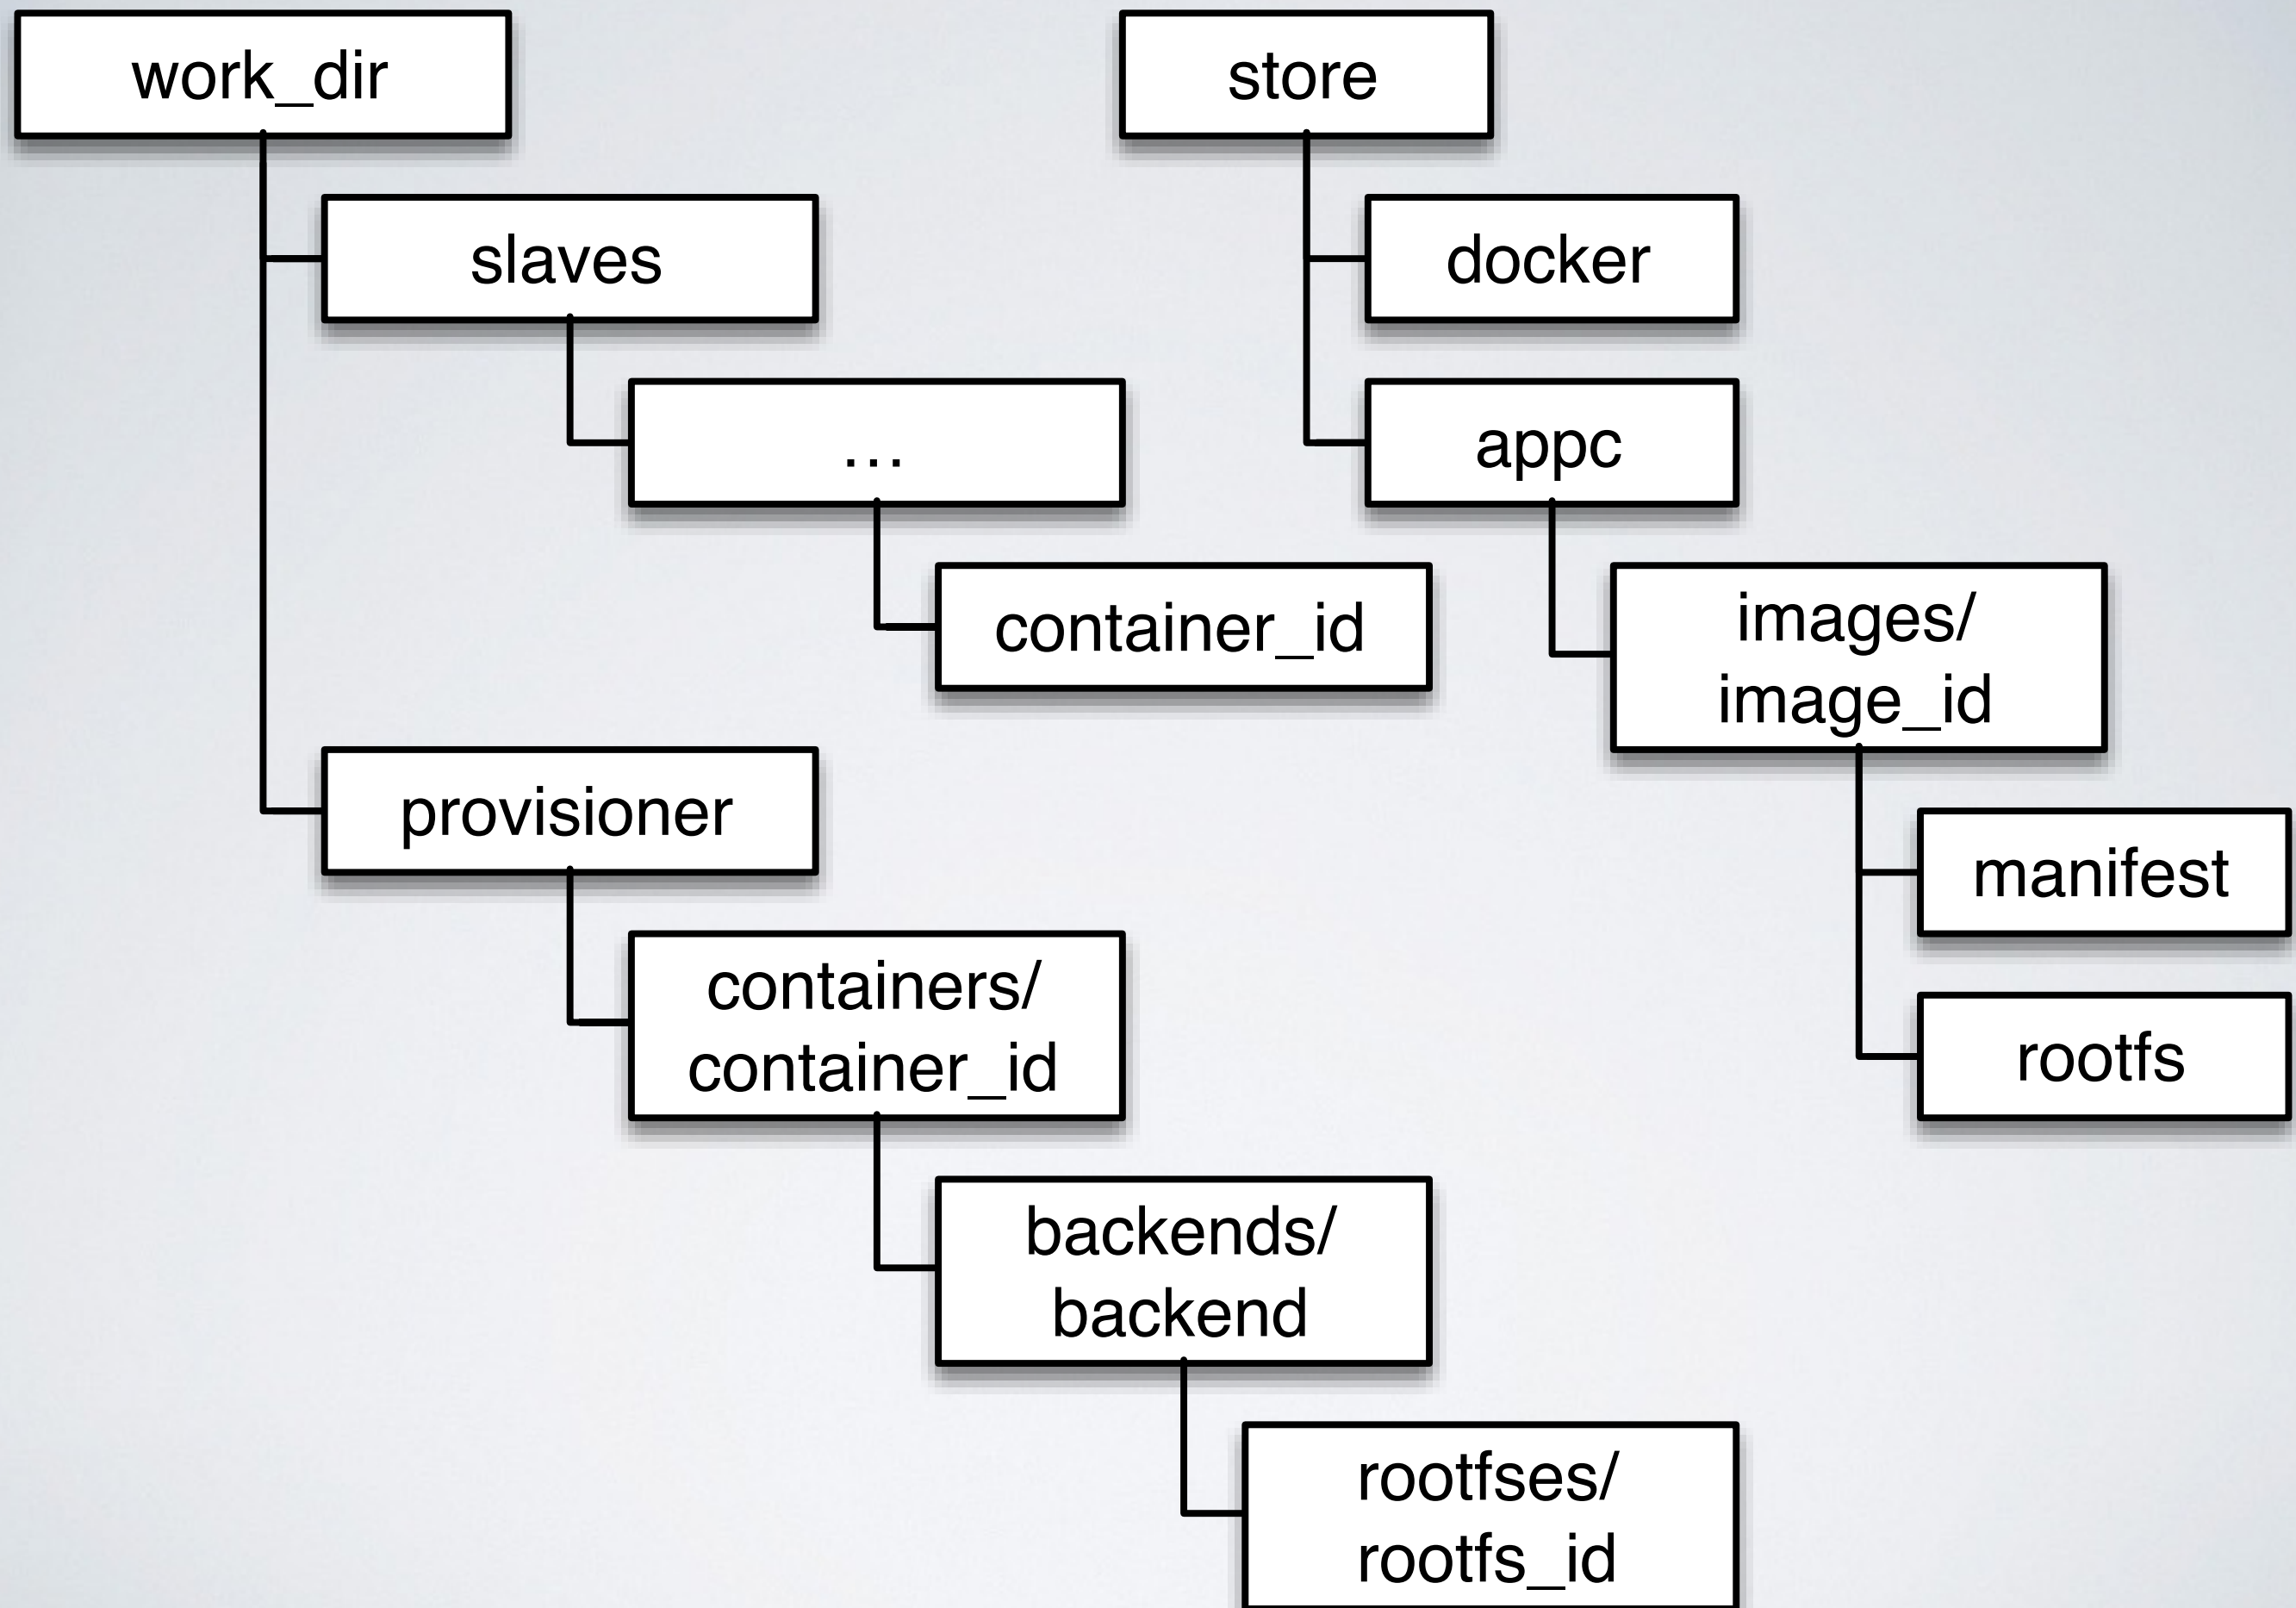 work_dir
slaves
…
container_id
provisioner
containers/
container_id
backends/
backend
rootfses/
rootfs_id
store
docker
appc
images/
image_id
manifest
rootfs